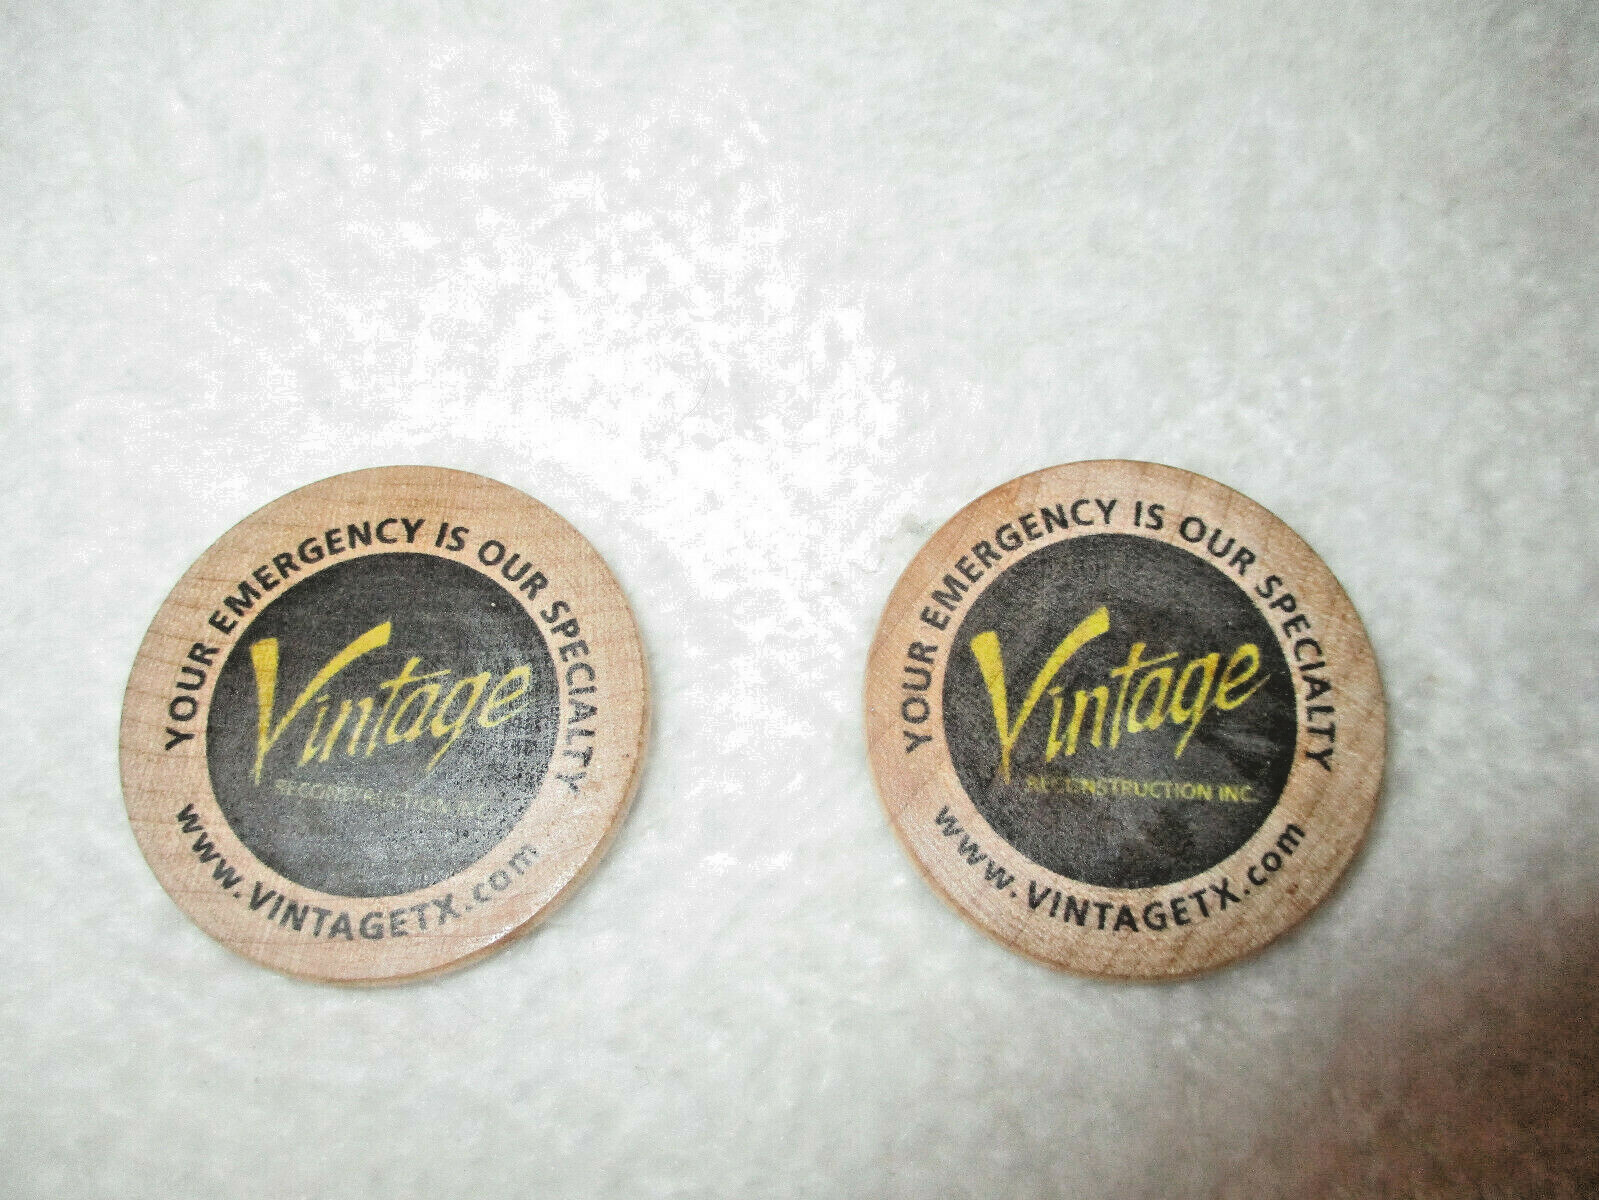 YOUR EMERGENCY IS OUR SPECIALTY
Vintage
RECONSTRUCTION INC.
www.VINTAGETX.com
YOUR EMERGENCY IS OUR SPECIALTY
Vintage
RECONSTRUCTION INC.
www.VINTAGETX.com